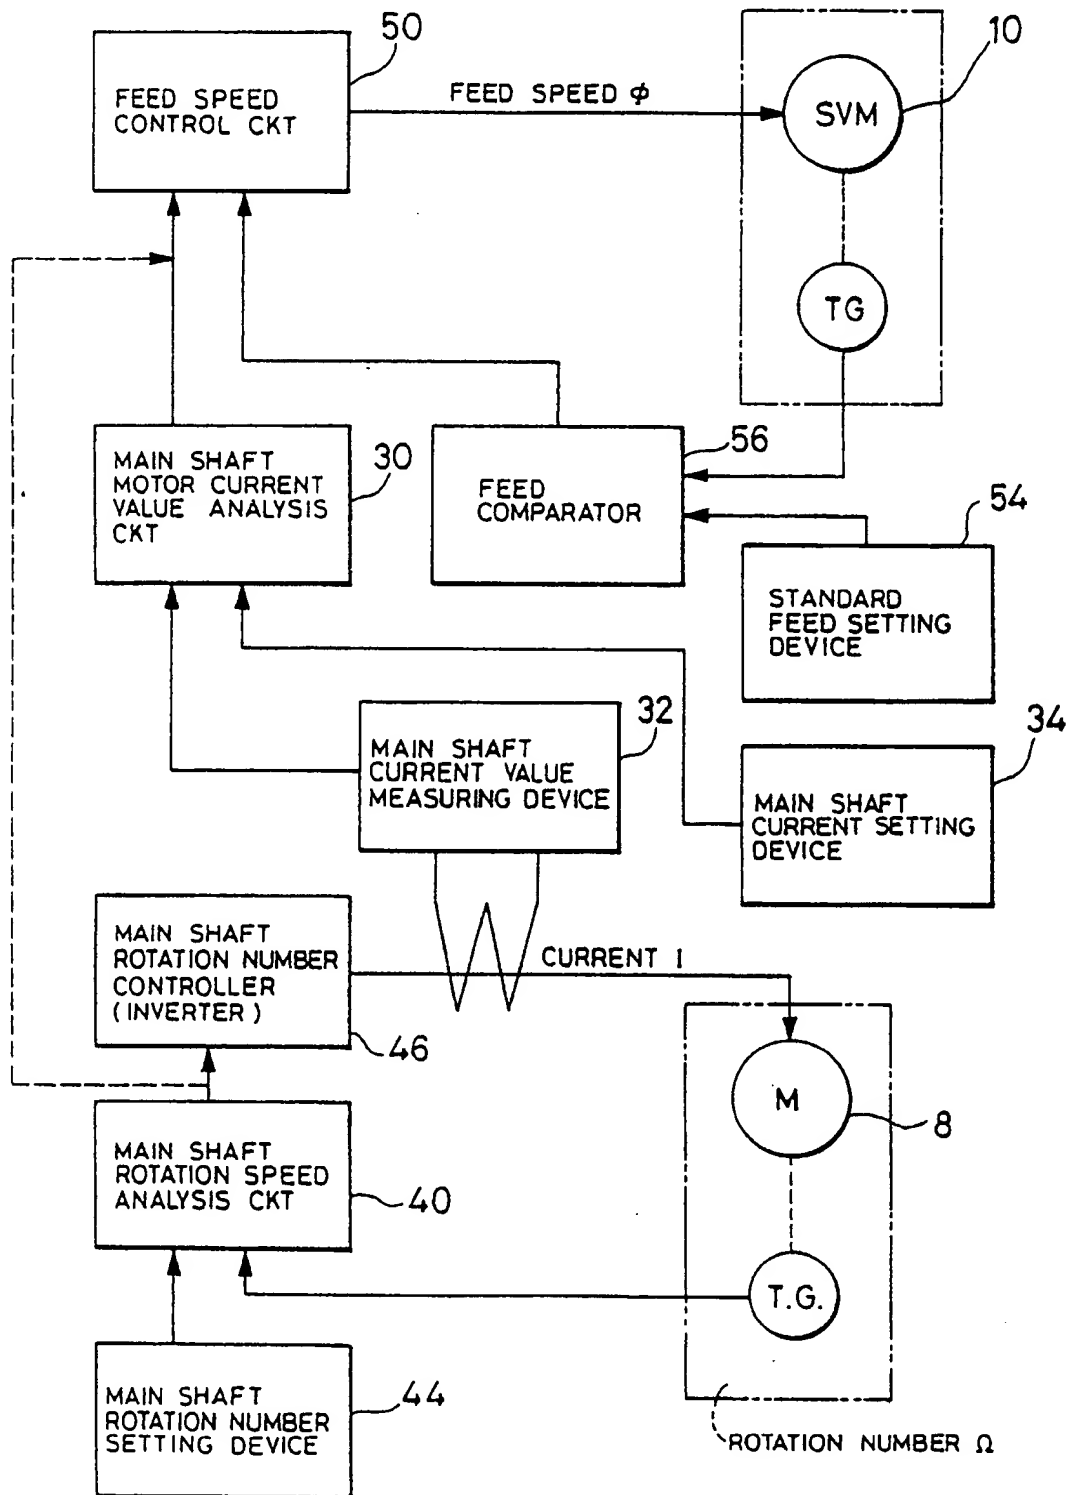 50
10
FEED SPEED
CONTROL CKT
FEED SPEED φ
SVM
TG
MAIN SHAFT
MOTOR CURRENT
VALUE ANALYSIS
CKT
30
FEED
COMPARATOR
56
54
STANDARD
FEED SETTING
DEVICE
32
MAIN SHAFT
CURRENT VALUE
MEASURING DEVICE
34
MAIN SHAFT
CURRENT SETTING
DEVICE
MAIN SHAFT
ROTATION NUMBER
CONTROLLER
(INVERTER)
46
CURRENT I
M
8
MAIN SHAFT
ROTATION SPEED
ANALYSIS CKT
40
T.G.
MAIN SHAFT
ROTATION NUMBER
SETTING DEVICE
44
ROTATION NUMBER Ω